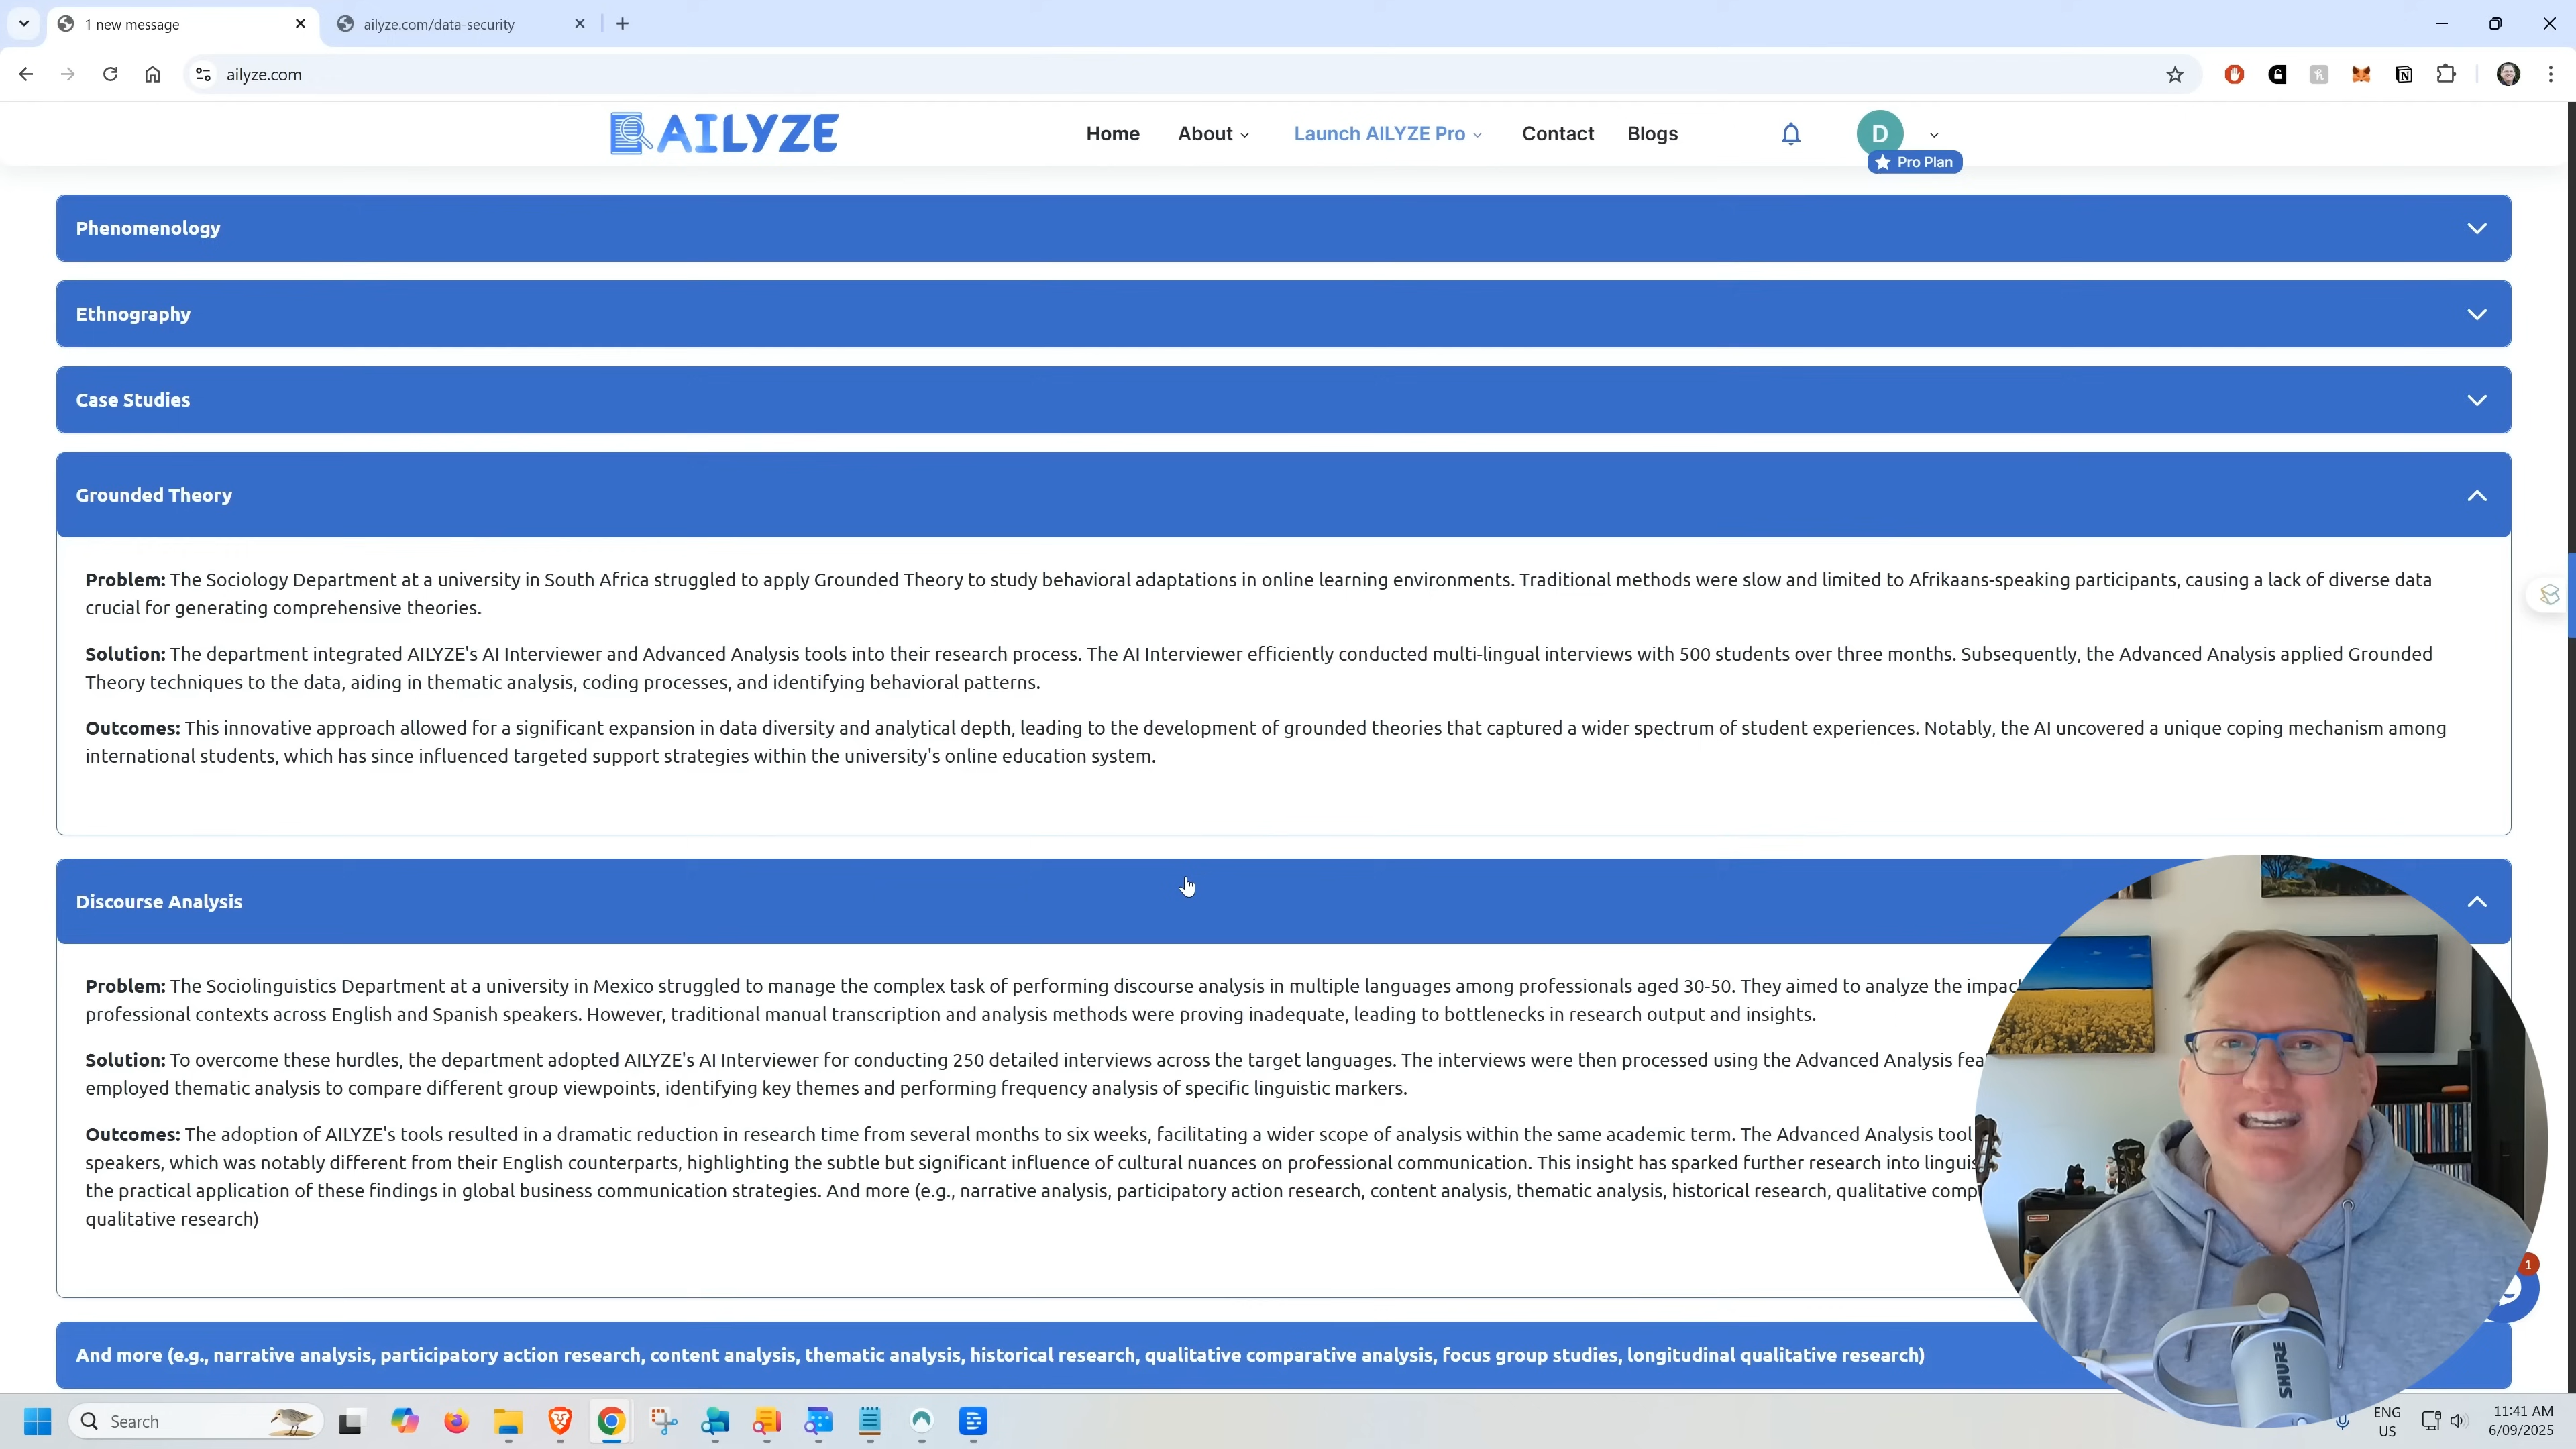 1 new message
ailyze.com/data-security
ailyze.com
AILYZE
Home
About
Launch AILYZE Pro
Contact
Blogs
D
Pro Plan
Phenomenology
Ethnography
Case Studies
Grounded Theory
Problem: The Sociology Department at a university in South Africa struggled to apply Grounded Theory to study behavioral adaptations in online learning environments. Traditional methods were slow and limited to Afrikaans-speaking participants, causing a lack of diverse data
crucial for generating comprehensive theories.
Solution: The department integrated AILYZE's AI Interviewer and Advanced Analysis tools into their research process. The AI Interviewer efficiently conducted multi-lingual interviews with 500 students over three months. Subsequently, the Advanced Analysis applied Grounded
Theory techniques to the data, aiding in thematic analysis, coding processes, and identifying behavioral patterns.
Outcomes: This innovative approach allowed for a significant expansion in data diversity and analytical depth, leading to the development of grounded theories that captured a wider spectrum of student experiences. Notably, the AI uncovered a unique coping mechanism among
international students, which has since influenced targeted support strategies within the university's online education system.
Discourse Analysis
Problem: The Sociolinguistics Department at a university in Mexico struggled to manage the complex task of performing discourse analysis in multiple languages among professionals aged 30-50. They aimed to analyze the impac
professional contexts across English and Spanish speakers. However, traditional manual transcription and analysis methods were proving inadequate, leading to bottlenecks in research output and insights.
Solution: To overcome these hurdles, the department adopted AILYZE's AI Interviewer for conducting 250 detailed interviews across the target languages. The interviews were then processed using the Advanced Analysis fea
employed thematic analysis to compare different group viewpoints, identifying key themes and performing frequency analysis of specific linguistic markers.
Outcomes: The adoption of AILYZE's tools resulted in a dramatic reduction in research time from several months to six weeks, facilitating a wider scope of analysis within the same academic term. The Advanced Analysis tool
speakers, which was notably different from their English counterparts, highlighting the subtle but significant influence of cultural nuances on professional communication. This insight has sparked further research into linguis
the practical application of these findings in global business communication strategies. And more (e.g., narrative analysis, participatory action research, content analysis, thematic analysis, historical research, qualitative comp
qualitative research)
1
And more (e.g., narrative analysis, participatory action research, content analysis, thematic analysis, historical research, qualitative comparative analysis, focus group studies, longitudinal qualitative research)
SHURE
Search
ENG
US
11:41 AM
6/09/2025